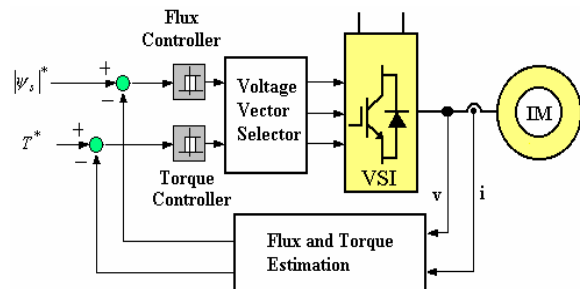 Flux
Controller
|ψₛ|*
+
−
Voltage
Vector
Selector
T*
+
−
Torque
Controller
VSI
IM
v
i
Flux and Torque
Estimation